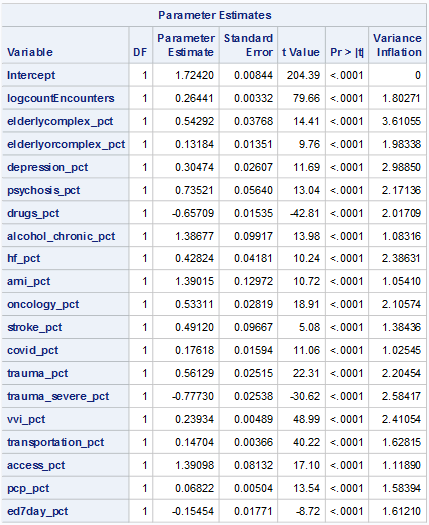 Parameter Estimates
Variable DF Parameter Estimate Standard Error t Value Pr > |t| Variance Inflation
Intercept 1 1.72420 0.00844 204.39 <.0001 0
logcountEncounters 1 0.26441 0.00332 79.66 <.0001 1.80271
elderlycomplex_pct 1 0.54292 0.03768 14.41 <.0001 3.61055
elderlyorcomplex_pct 1 0.13184 0.01351 9.76 <.0001 1.98338
depression_pct 1 0.30474 0.02607 11.69 <.0001 2.98850
psychosis_pct 1 0.73521 0.05640 13.04 <.0001 2.17136
drugs_pct 1 -0.65709 0.01535 -42.81 <.0001 2.01709
alcohol_chronic_pct 1 1.38677 0.09917 13.98 <.0001 1.08316
hf_pct 1 0.42824 0.04181 10.24 <.0001 2.38631
ami_pct 1 1.39015 0.12972 10.72 <.0001 1.05410
oncology_pct 1 0.53311 0.02819 18.91 <.0001 2.10574
stroke_pct 1 0.49120 0.09667 5.08 <.0001 1.38436
covid_pct 1 0.17618 0.01594 11.06 <.0001 1.02545
trauma_pct 1 0.56129 0.02515 22.31 <.0001 2.20454
trauma_severe_pct 1 -0.77730 0.02538 -30.62 <.0001 2.58417
vvi_pct 1 0.23934 0.00489 48.99 <.0001 2.41054
transportation_pct 1 0.14704 0.00366 40.22 <.0001 1.62815
access_pct 1 1.39098 0.08132 17.10 <.0001 1.11890
pcp_pct 1 0.06822 0.00504 13.54 <.0001 1.58394
ed7day_pct 1 -0.15454 0.01771 -8.72 <.0001 1.61210